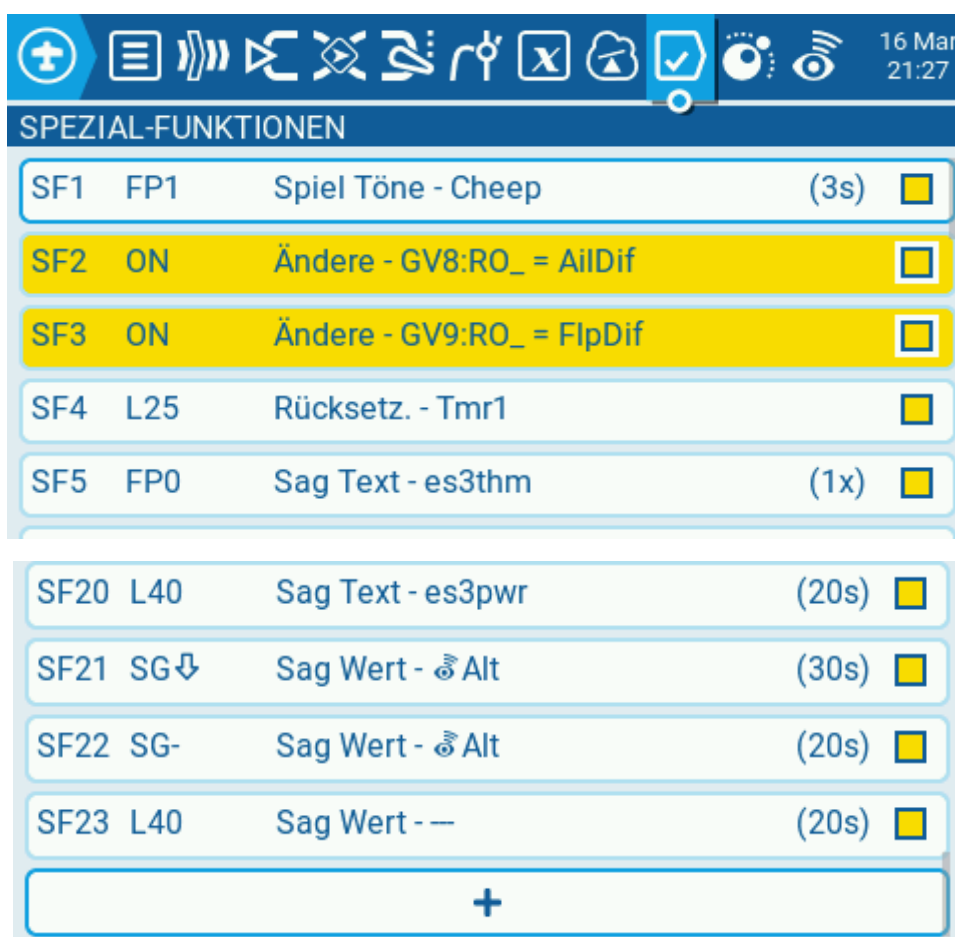 16 Mar
21:27
SPEZIAL-FUNKTIONEN
SF1 FP1 Spiel Töne - Cheep (3s)
SF2 ON Ändere - GV8:RO_ = AilDif
SF3 ON Ändere - GV9:RO_ = FlpDif
SF4 L25 Rücksetz. - Tmr1
SF5 FP0 Sag Text - es3thm (1x)
SF20 L40 Sag Text - es3pwr (20s)
SF21 SG⇩ Sag Wert - Alt (30s)
SF22 SG- Sag Wert - Alt (20s)
SF23 L40 Sag Wert - --- (20s)
+